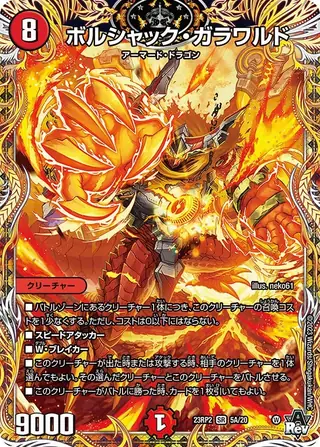 8
ボルシャック・ガラワルド
アーマード・ドラゴン
illus. neko61
クリーチャー
■バトルゾーンにあるクリーチャー1体につき、このクリーチャーの召喚コス
トを1少なくする。ただし、コストは0以下にはならない。
■スピードアタッカー
■W・ブレイカー
■このクリーチャーが出た時または攻撃する時、相手のクリーチャーを1体
選んでもよい。その選んだクリーチャーとこのクリーチャーをバトルさせる。
■このクリーチャーがバトルに勝った時、カードを1枚引いてもよい。
9000
1
23RP2 SR 5A/20
W
Rev